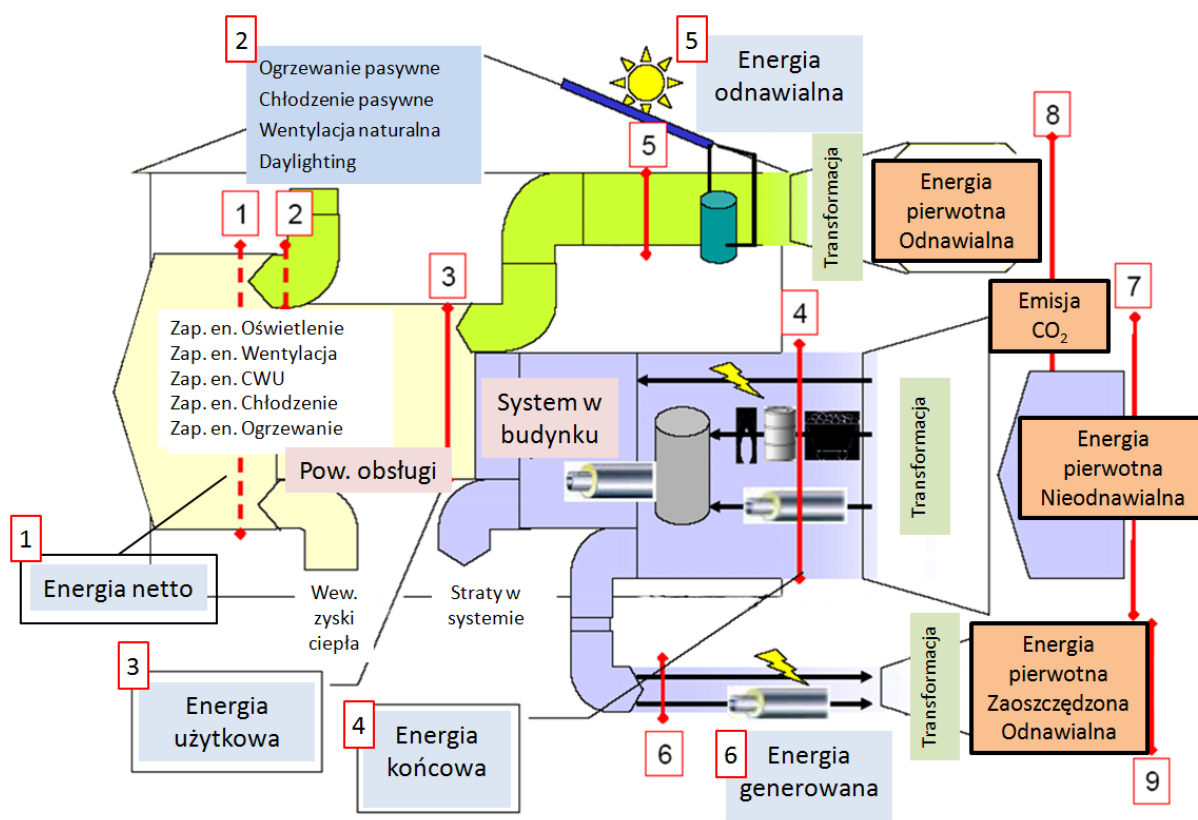 2
Ogrzewanie pasywne
Chłodzenie pasywne
Wentylacja naturalna
Daylighting
5
Energia
odnawialna
8
5
Transformacja
Energia
pierwotna
Odnawialna
1
2
3
4
7
Emisja
CO₂
Zap. en. Oświetlenie
Zap. en. Wentylacja
Zap. en. CWU
Zap. en. Chłodzenie
Zap. en. Ogrzewanie
System w
budynku
Pow. obsługi
Transformacja
Energia
pierwotna
Nieodnawialna
1
Energia netto
Wew.
zyski
ciepła
Straty w
systemie
3
Energia
użytkowa
4
Energia
końcowa
6
6
Energia
generowana
Transformacja
Energia
pierwotna
Zaoszczędzona
Odnawialna
9